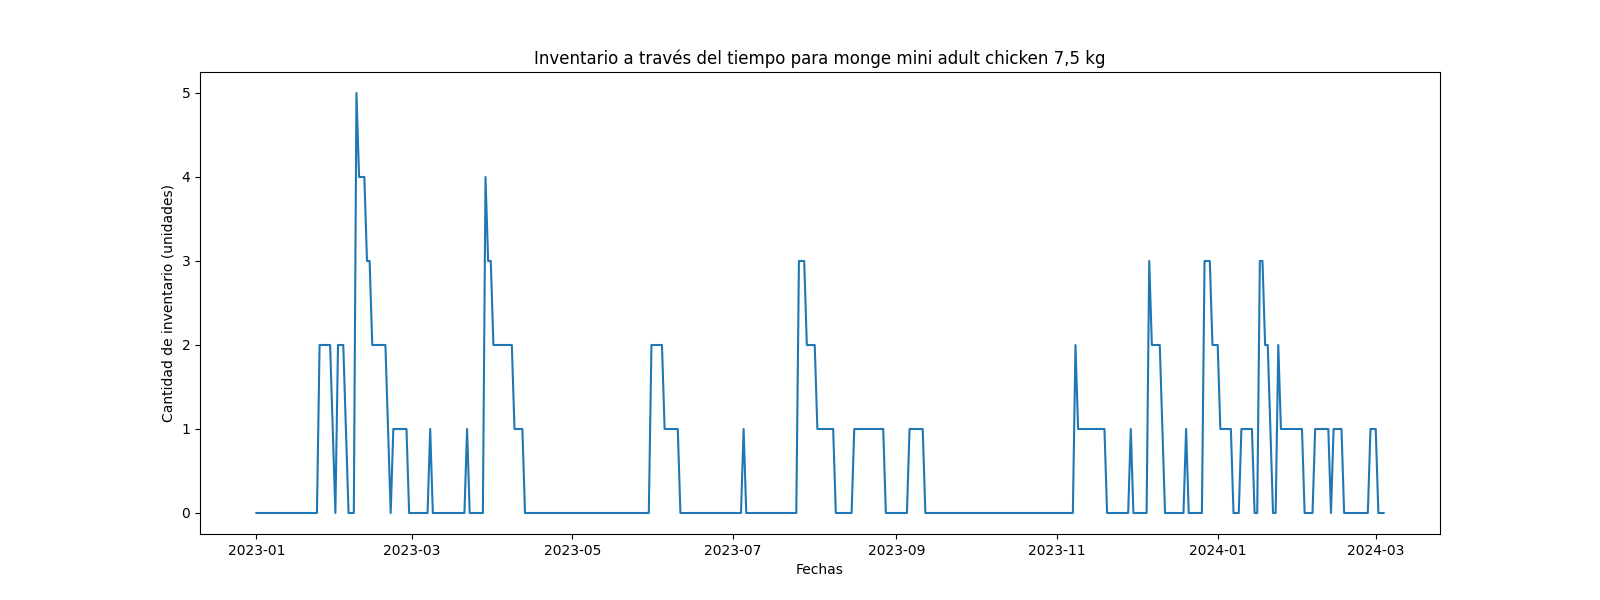 Inventario a través del tiempo para monge mini adult chicken 7,5 kg
Cantidad de inventario (unidades)
5
4
3
2
1
0
2023-01 2023-03 2023-05 2023-07 2023-09 2023-11 2024-01 2024-03
Fechas